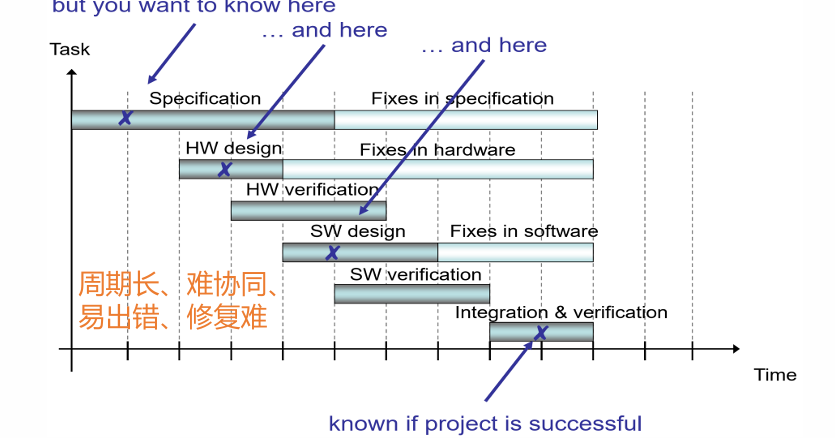 but you want to know here
… and here
… and here
Task
Specification
Fixes in specification
HW design
Fixes in hardware
HW verification
SW design
Fixes in software
SW verification
周期长、难协同、
易出错、修复难
Integration & verification
Time
known if project is successful